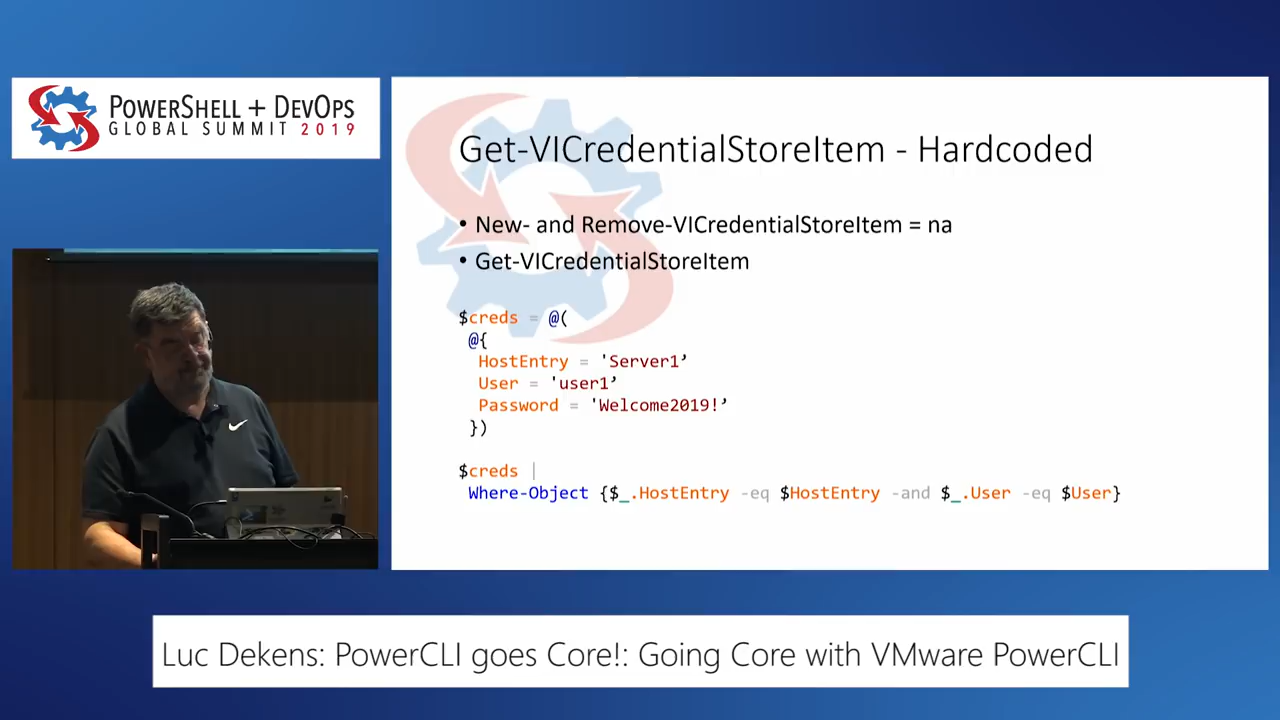 POWERSHELL + DEVOPS
GLOBAL SUMMIT 2019
Get-VICredentialStoreItem - Hardcoded
• New- and Remove-VICredentialStoreItem = na
• Get-VICredentialStoreItem
$creds = @(
@{
HostEntry = 'Server1’
User = 'user1’
Password = 'Welcome2019!’
})
$creds |
Where-Object {$_.HostEntry -eq $HostEntry -and $_.User -eq $User}
Luc Dekens: PowerCLI goes Core!: Going Core with VMware PowerCLI